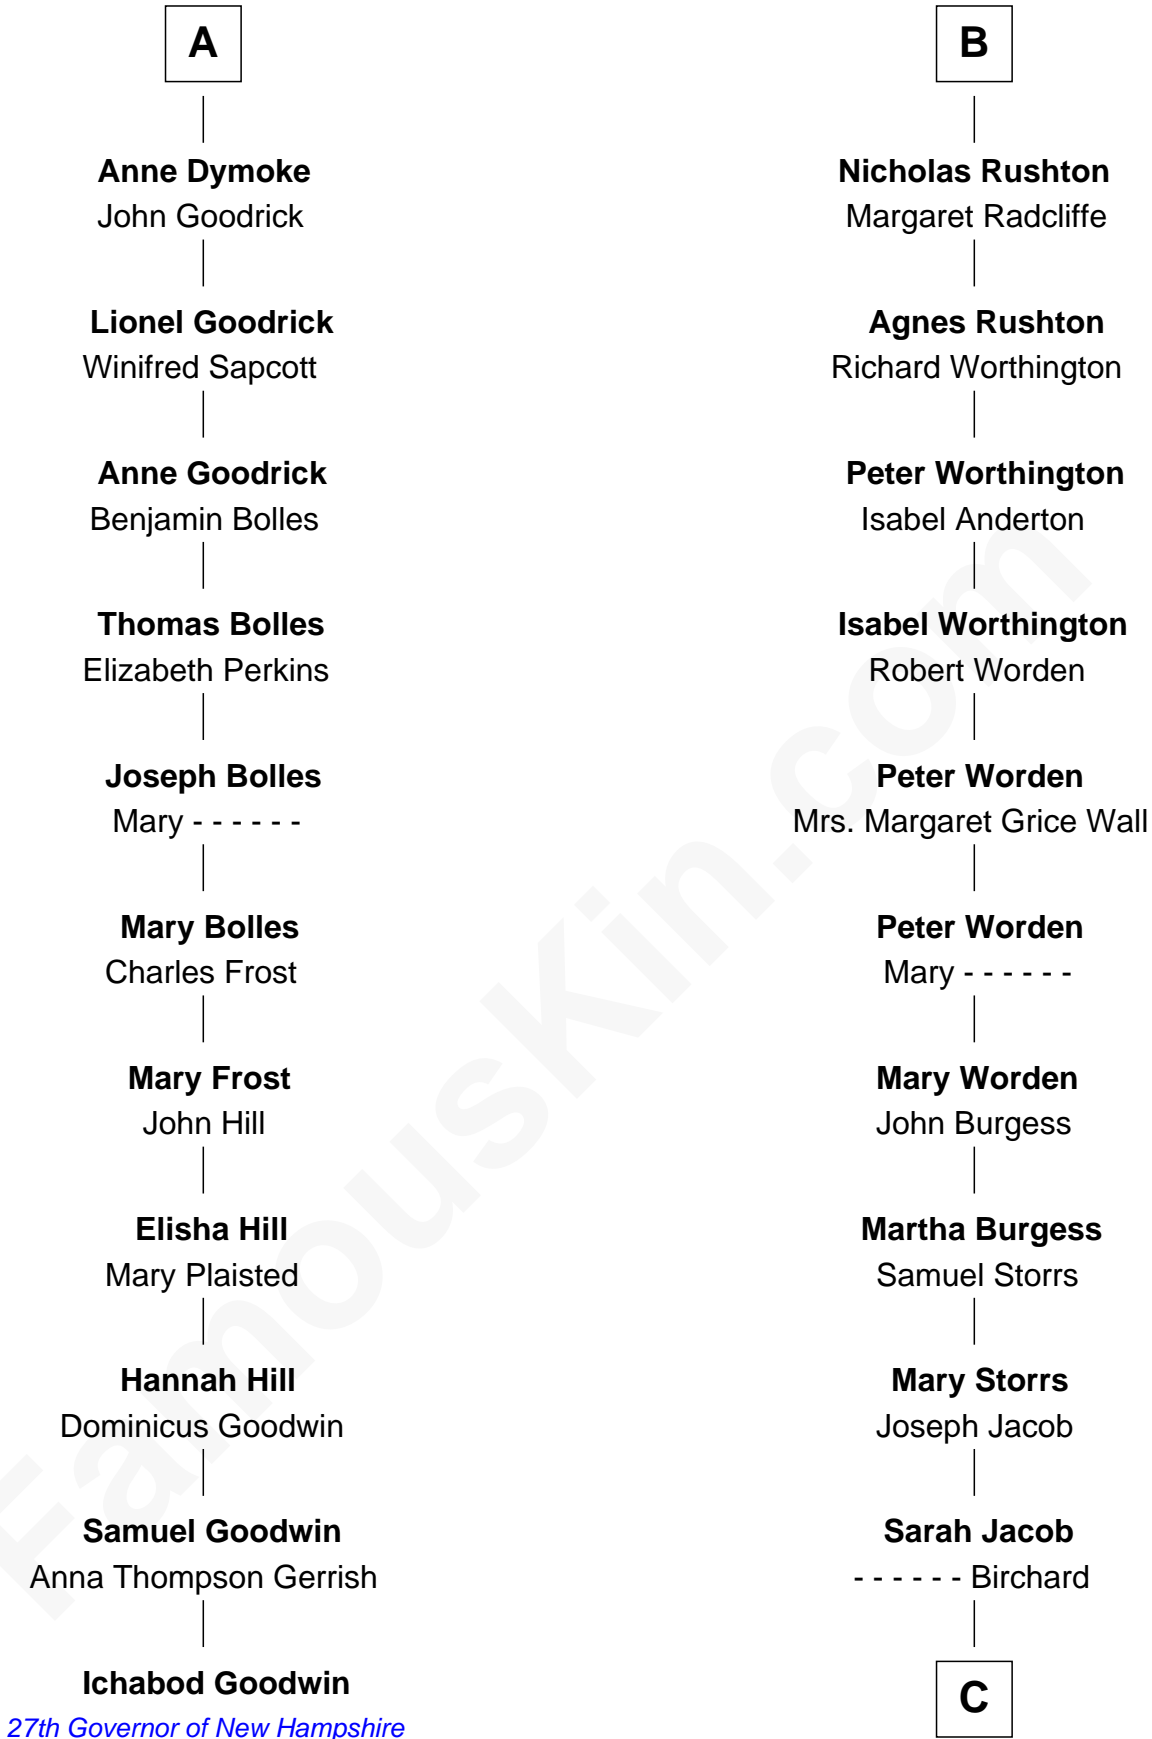 A
Anne Dymoke
John Goodrick
Lionel Goodrick
Winifred Sapcott
Anne Goodrick
Benjamin Bolles
Thomas Bolles
Elizabeth Perkins
Joseph Bolles
Mary - - - - - -
Mary Bolles
Charles Frost
Mary Frost
John Hill
Elisha Hill
Mary Plaisted
Hannah Hill
Dominicus Goodwin
Samuel Goodwin
Anna Thompson Gerrish
Ichabod Goodwin
27th Governor of New Hampshire
B
Nicholas Rushton
Margaret Radcliffe
Agnes Rushton
Richard Worthington
Peter Worthington
Isabel Anderton
Isabel Worthington
Robert Worden
Peter Worden
Mrs. Margaret Grice Wall
Peter Worden
Mary - - - - - -
Mary Worden
John Burgess
Martha Burgess
Samuel Storrs
Mary Storrs
Joseph Jacob
Sarah Jacob
- - - - - - Birchard
C
FamousKin.com